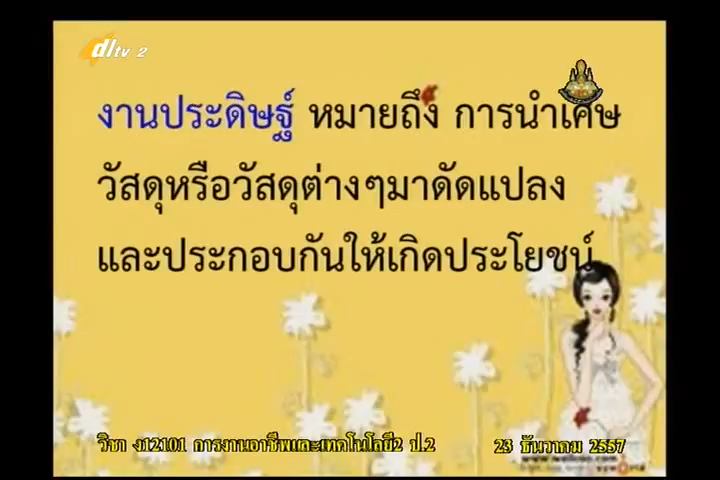 dltv 2
งานประดิษฐ์ หมายถึง การนำเศษ
วัสดุหรือวัสดุต่างๆมาดัดแปลง
และประกอบกันให้เกิดประโยชน์
วิชา ง12101 การงานอาชีพและเทคโนโลยี2 ป.2
23 ธันวาคม 2557